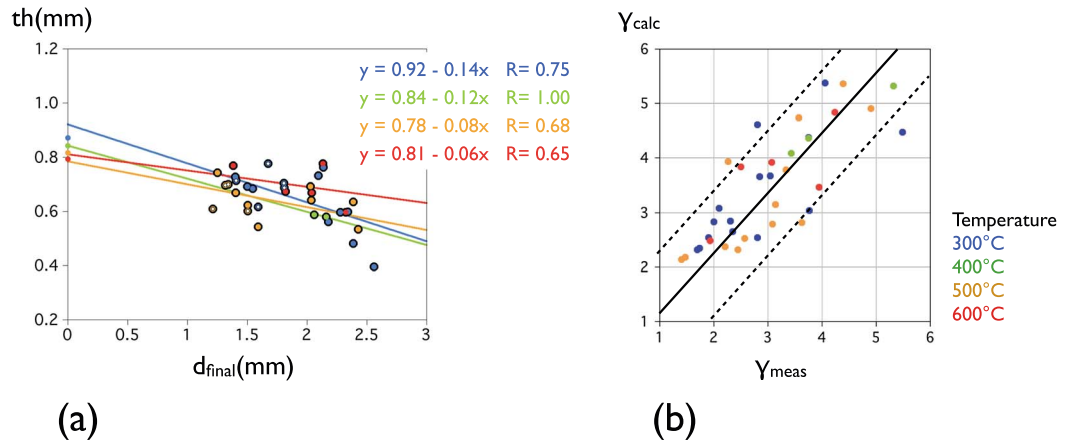 th(mm)
1.2
1.0
0.8
0.6
0.4
0.2
0 0.5 1 1.5 2 2.5 3
y = 0.92 - 0.14x R= 0.75
y = 0.84 - 0.12x R= 1.00
y = 0.78 - 0.08x R= 0.68
y = 0.81 - 0.06x R= 0.65
dfinal(mm)
(a)
γcalc
6
5
4
3
2
1
1 2 3 4 5 6
γmeas
(b)
Temperature
300°C
400°C
500°C
600°C